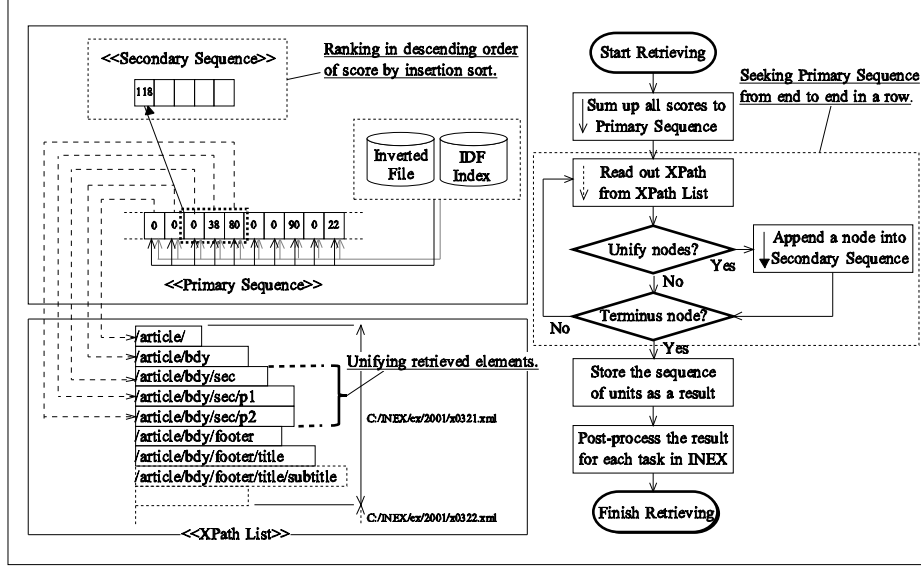 <<Secondary Sequence>>
118
Ranking in descending order
of score by insertion sort.
Inverted
File
IDF
Index
0 0 0 38 80 0 0 90 0 22
<<Primary Sequence>>
/article/
/article/bdy
/article/bdy/sec
/article/bdy/sec/p1
/article/bdy/sec/p2
/article/bdy/footer
/article/bdy/footer/title
/article/bdy/footer/title/subtitle
Unifying retrieved elements.
C:/INEX/ex/2001/x0321.xml
C:/INEX/ex/2001/x0322.xml
<<XPath List>>
Start Retrieving
Seeking Primary Sequence
from end to end in a row.
Sum up all scores to
Primary Sequence
Read out XPath
from XPath List
Unify nodes?
Yes
Append a node into
Secondary Sequence
No
Terminus node?
No
Yes
Store the sequence
of units as a result
Post-process the result
for each task in INEX
Finish Retrieving